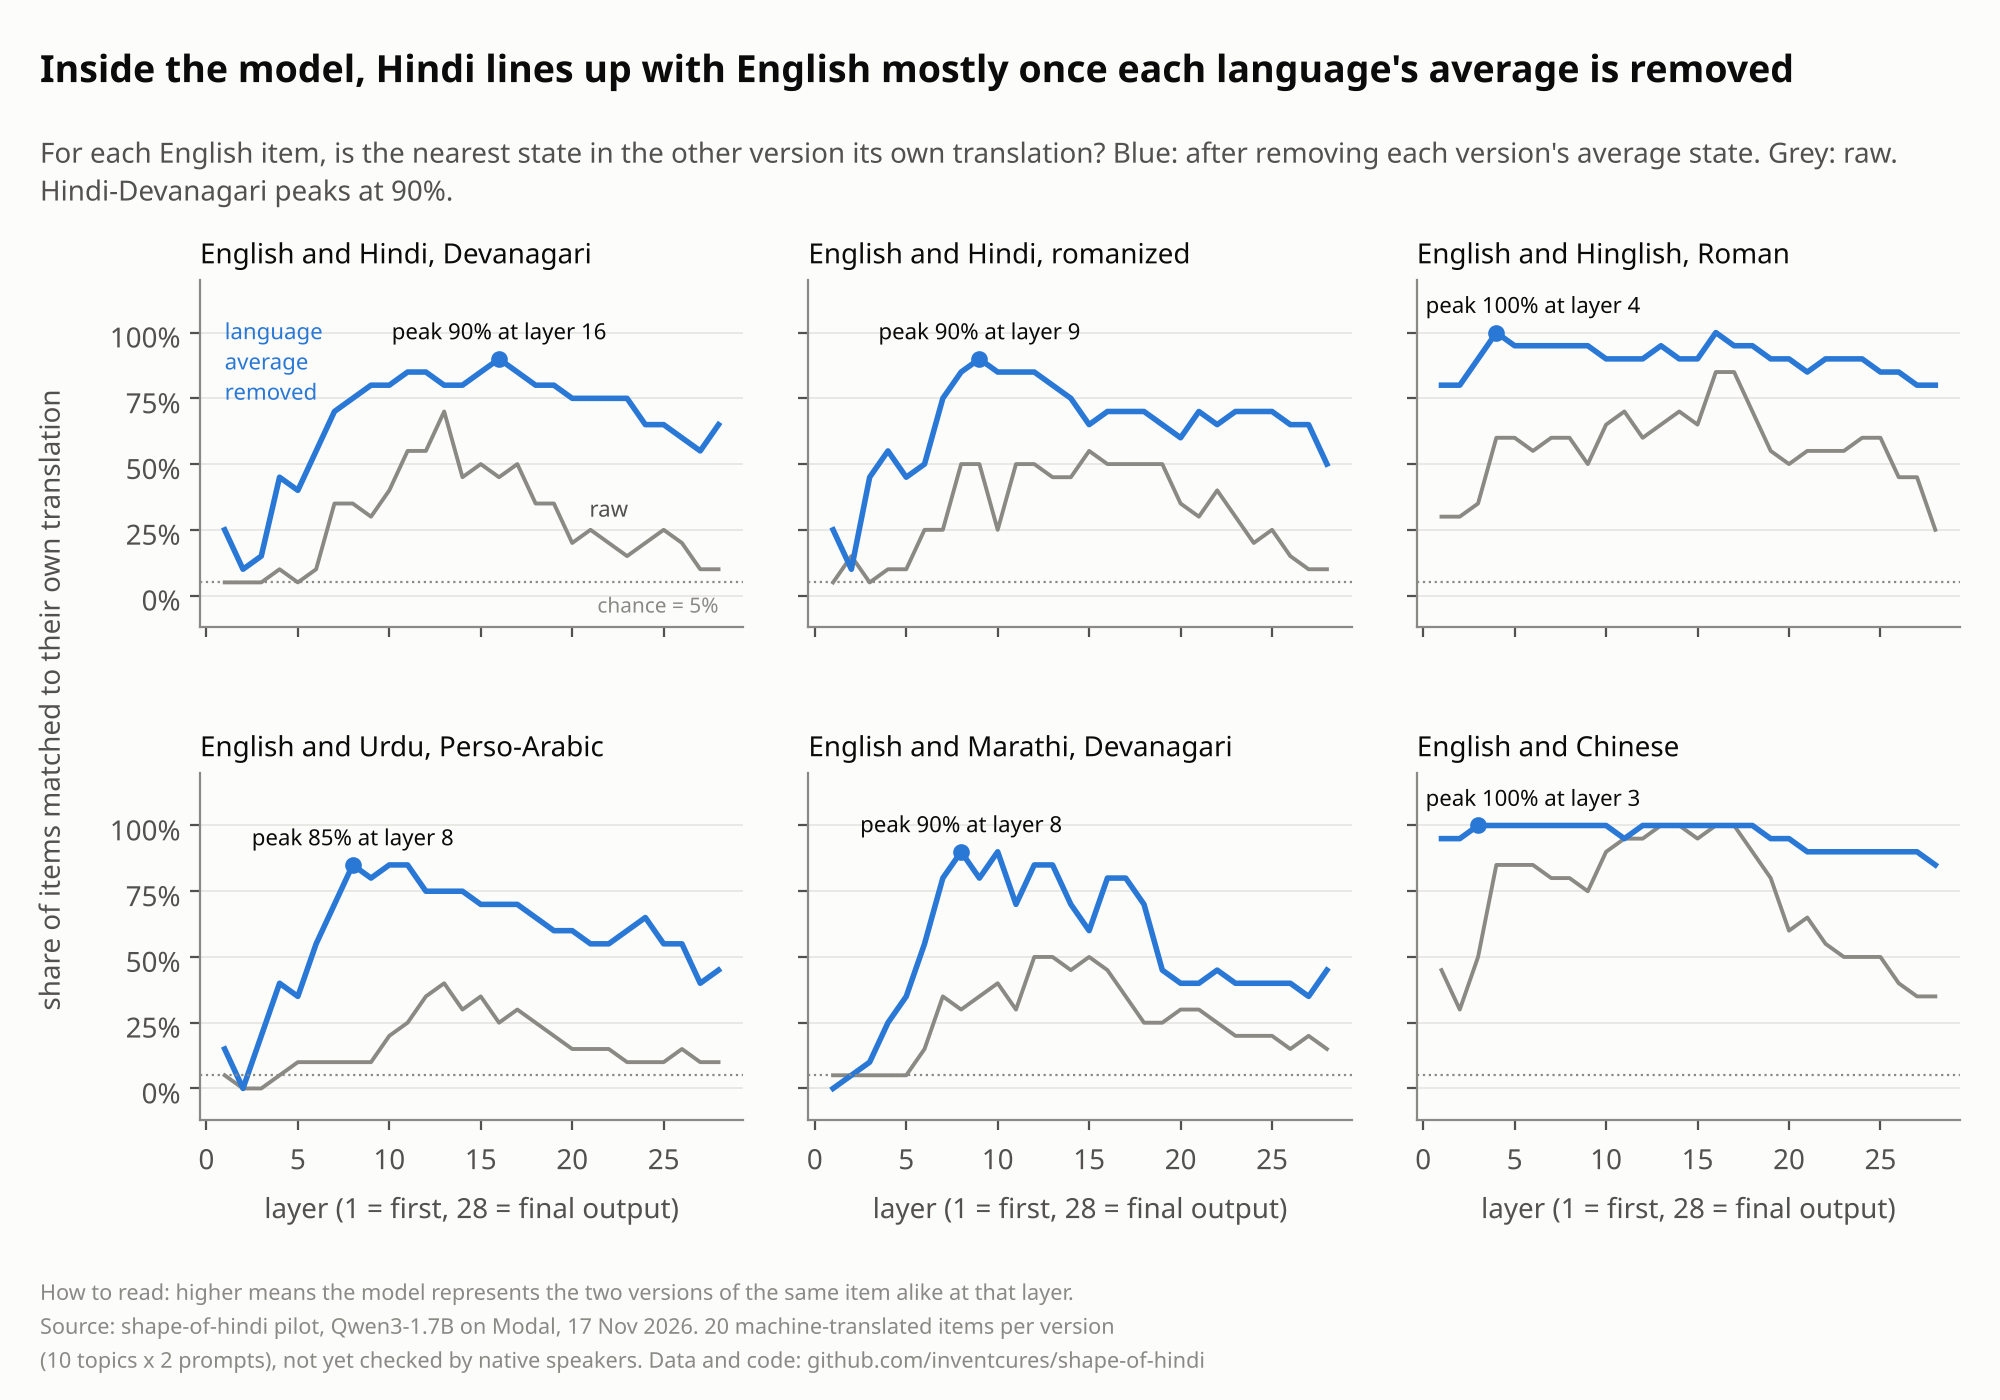 Inside the model, Hindi lines up with English mostly once each language's average is removed
For each English item, is the nearest state in the other version its own translation? Blue: after removing each version's average state. Grey: raw.
Hindi-Devanagari peaks at 90%.
share of items matched to their own translation
English and Hindi, Devanagari
100%
75%
50%
25%
0%
language
average
removed
peak 90% at layer 16
raw
chance = 5%
English and Hindi, romanized
peak 90% at layer 9
English and Hinglish, Roman
peak 100% at layer 4
English and Urdu, Perso-Arabic
100%
75%
50%
25%
0%
peak 85% at layer 8
0 5 10 15 20 25
layer (1 = first, 28 = final output)
English and Marathi, Devanagari
peak 90% at layer 8
0 5 10 15 20 25
layer (1 = first, 28 = final output)
English and Chinese
peak 100% at layer 3
0 5 10 15 20 25
layer (1 = first, 28 = final output)
How to read: higher means the model represents the two versions of the same item alike at that layer.
Source: shape-of-hindi pilot, Qwen3-1.7B on Modal, 17 Nov 2026. 20 machine-translated items per version
(10 topics x 2 prompts), not yet checked by native speakers. Data and code: github.com/inventcures/shape-of-hindi